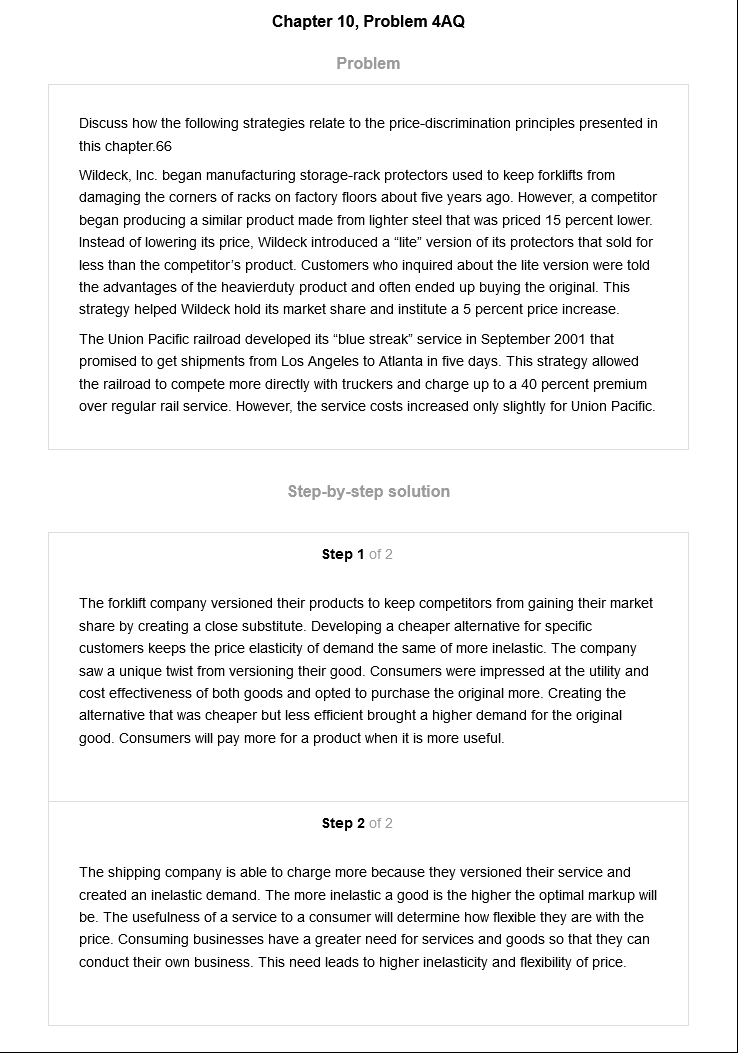 Chapter 10, Problem 4AQ
Problem
Discuss how the following strategies relate to the price-discrimination principles presented in
this chapter.66
Wildeck, Inc. began manufacturing storage-rack protectors used to keep forklifts from
damaging the corners of racks on factory floors about five years ago. However, a competitor
began producing a similar product made from lighter steel that was priced 15 percent lower.
Instead of lowering its price, Wildeck introduced a “lite” version of its protectors that sold for
less than the competitor’s product. Customers who inquired about the lite version were told
the advantages of the heavierduty product and often ended up buying the original. This
strategy helped Wildeck hold its market share and institute a 5 percent price increase.
The Union Pacific railroad developed its “blue streak” service in September 2001 that
promised to get shipments from Los Angeles to Atlanta in five days. This strategy allowed
the railroad to compete more directly with truckers and charge up to a 40 percent premium
over regular rail service. However, the service costs increased only slightly for Union Pacific.
Step-by-step solution
Step 1 of 2
The forklift company versioned their products to keep competitors from gaining their market
share by creating a close substitute. Developing a cheaper alternative for specific
customers keeps the price elasticity of demand the same of more inelastic. The company
saw a unique twist from versioning their good. Consumers were impressed at the utility and
cost effectiveness of both goods and opted to purchase the original more. Creating the
alternative that was cheaper but less efficient brought a higher demand for the original
good. Consumers will pay more for a product when it is more useful.
Step 2 of 2
The shipping company is able to charge more because they versioned their service and
created an inelastic demand. The more inelastic a good is the higher the optimal markup will
be. The usefulness of a service to a consumer will determine how flexible they are with the
price. Consuming businesses have a greater need for services and goods so that they can
conduct their own business. This need leads to higher inelasticity and flexibility of price.